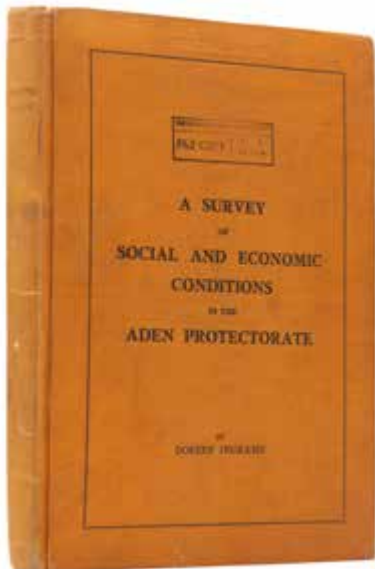 A SURVEY
OF
SOCIAL AND ECONOMIC
CONDITIONS
IN THE
ADEN PROTECTORATE
BY
DOREEN INGRAMS